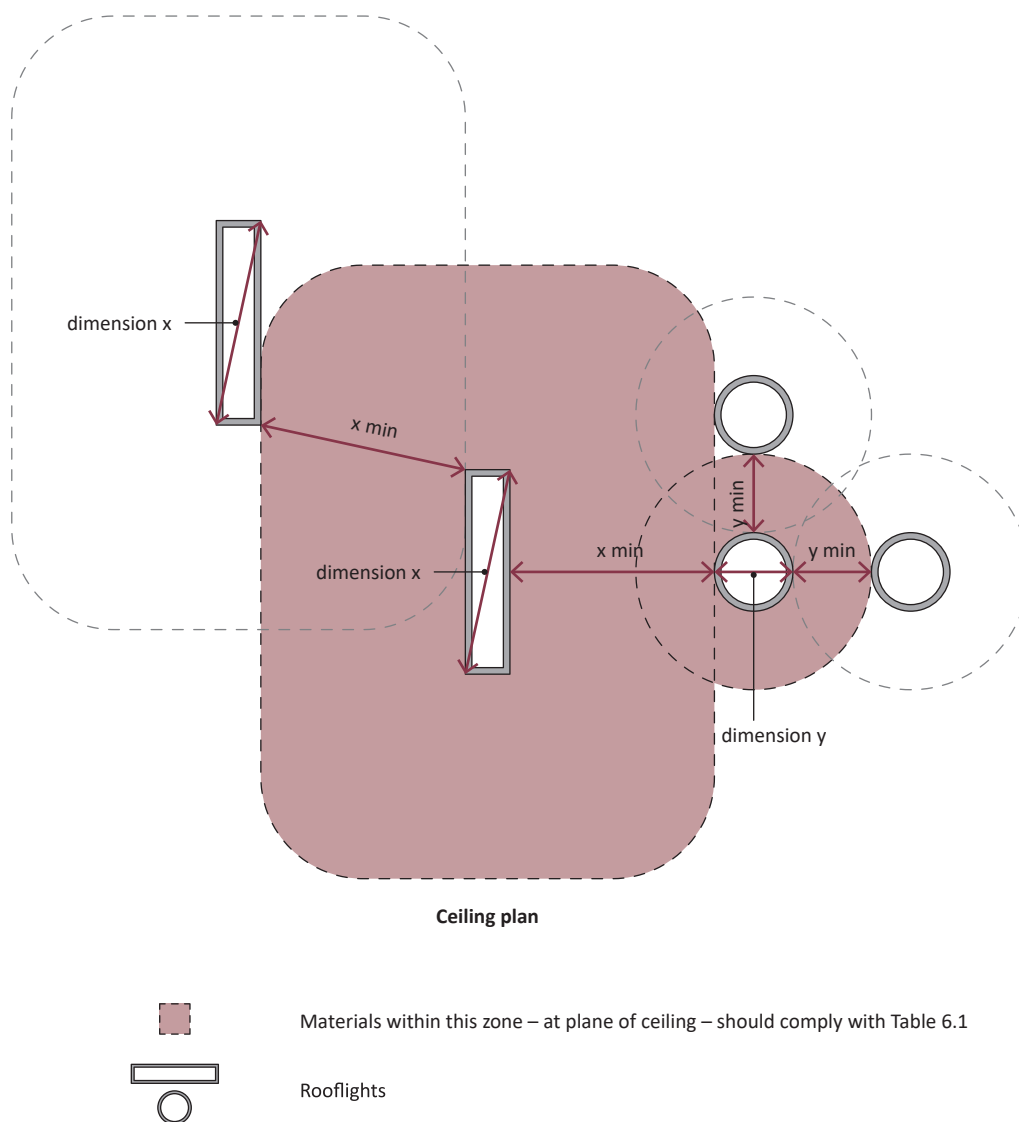 dimension x
x min
y min
x min
y min
dimension x
dimension y
Ceiling plan
Materials within this zone – at plane of ceiling – should comply with Table 6.1
Rooflights